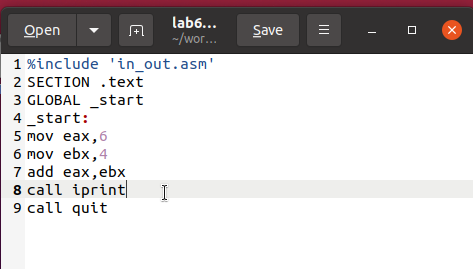 Open
lab6...
~/wor...
Save
1 %include 'in_out.asm'
2 SECTION .text
3 GLOBAL _start
4 _start:
5 mov eax,6
6 mov ebx,4
7 add eax,ebx
8 call iprint
9 call quit